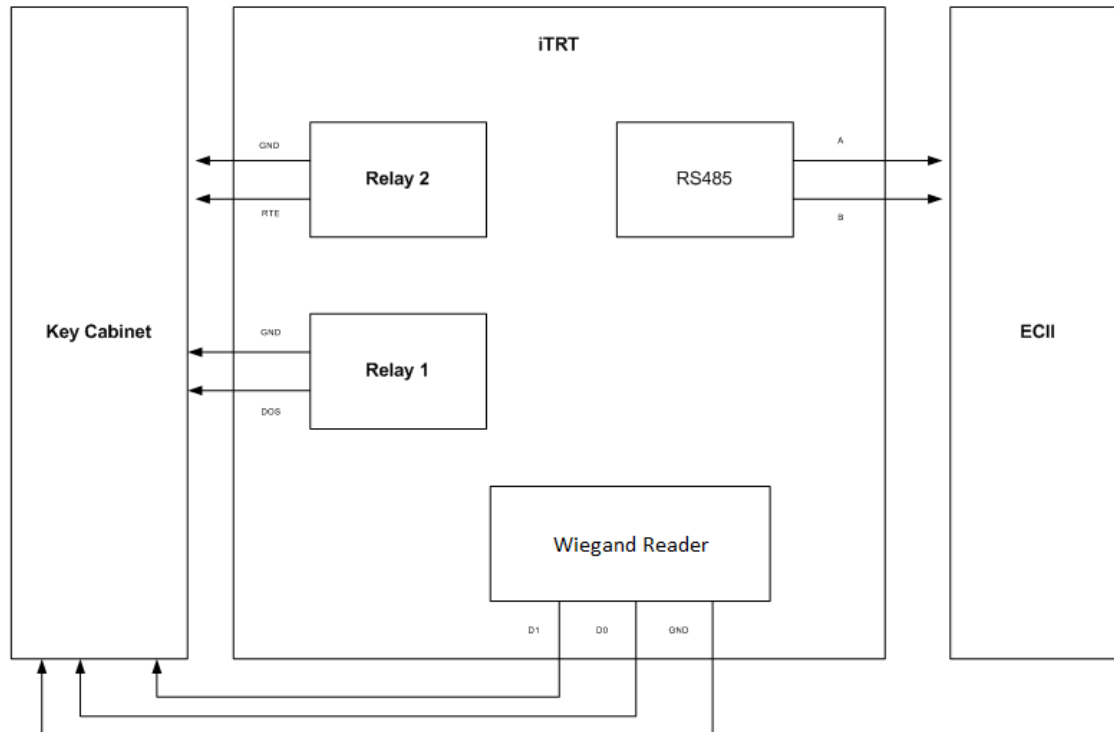 iTRT
GND
Relay 2
RTE
RS485
A
B
Key Cabinet
ECII
GND
Relay 1
DOS
Wiegand Reader
D1
D0
GND